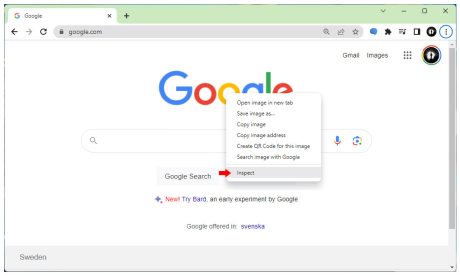 Google
google.com
Gmail Images
Google
Open image in new tab
Save image as...
Copy image
Copy image address
Create QR Code for this image
Search image with Google
Inspect
Google Search
New! Try Bard, an early experiment by Google
Google offered in: svenska
Sweden